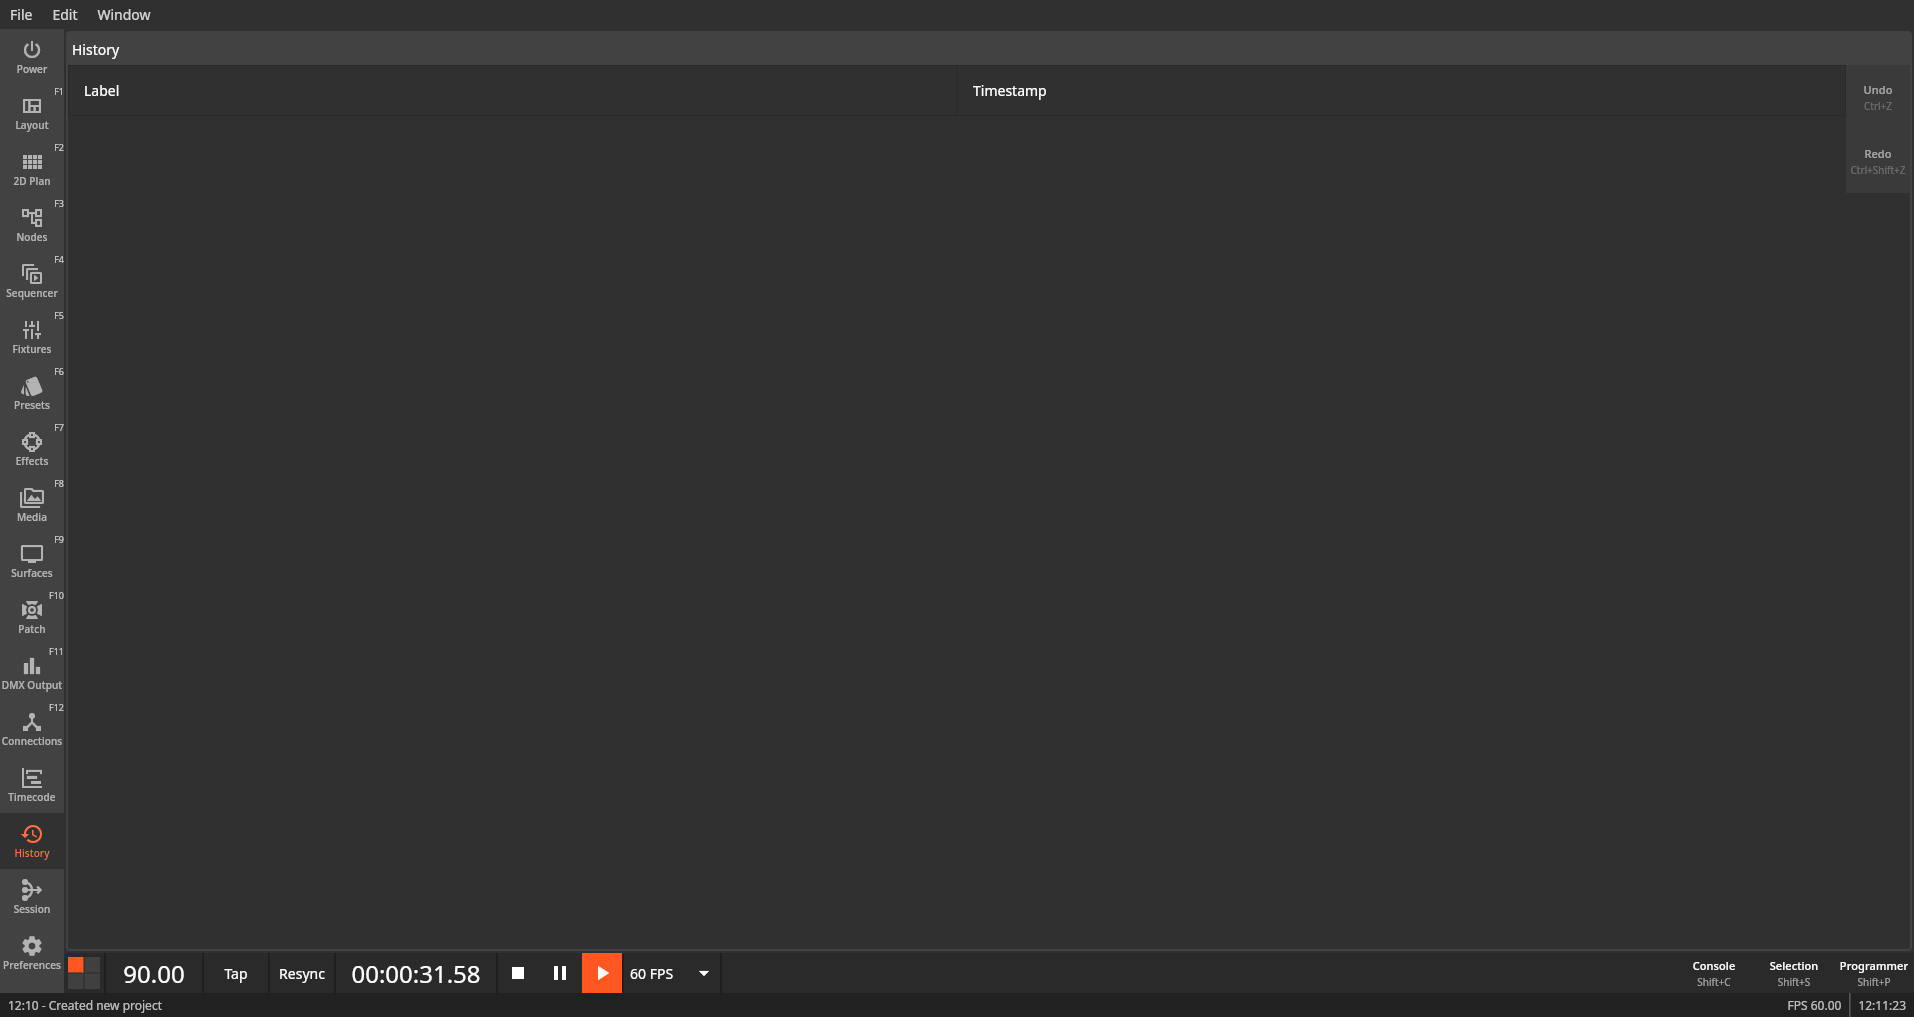 File Edit Window
Power
F1
Layout
F2
2D Plan
F3
Nodes
F4
Sequencer
F5
Fixtures
F6
Presets
F7
Effects
F8
Media
F9
Surfaces
F10
Patch
F11
DMX Output
F12
Connections
Timecode
History
Session
Preferences
History
Label Timestamp
Undo
Ctrl+Z
Redo
Ctrl+Shift+Z
90.00 Tap Resync 00:00:31.58 60 FPS
Console Selection Programmer
Shift+C Shift+S Shift+P
12:10 - Created new project FPS 60.00 12:11:23